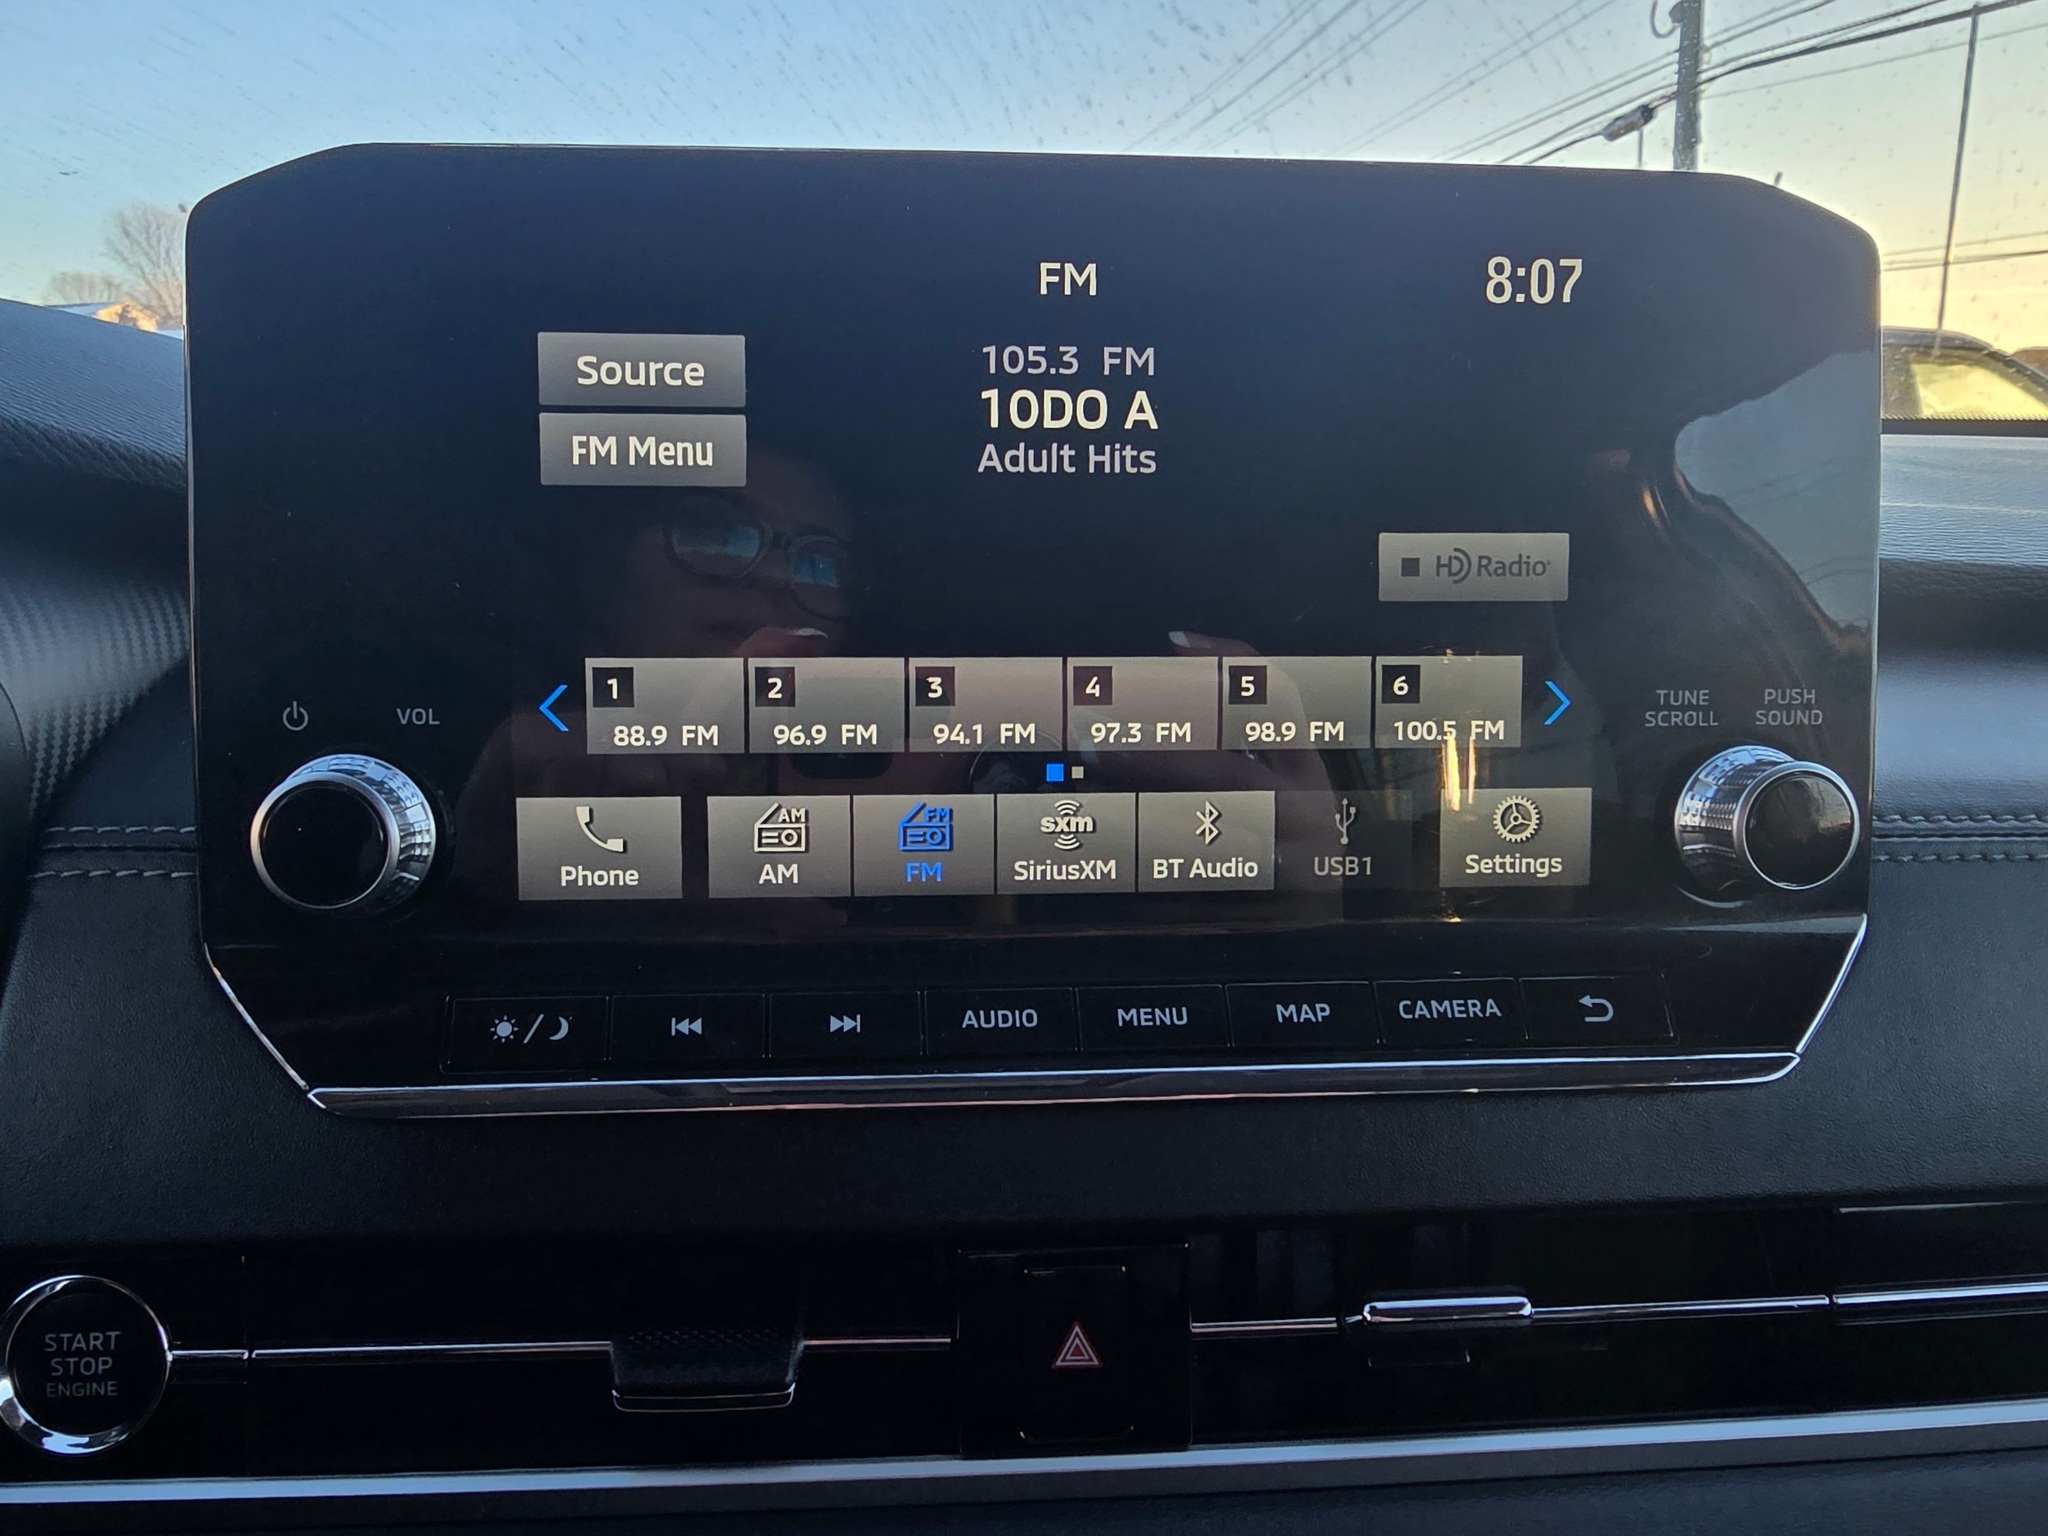 FM
8:07
Source
105.3 FM
10DO A
FM Menu
Adult Hits
HD Radio
1 2 3 4 5 6
88.9 FM 96.9 FM 94.1 FM 97.3 FM 98.9 FM 100.5 FM
VOL
TUNE
SCROLL
PUSH
SOUND
AM FM sxm
Phone AM FM SiriusXM BT Audio USB1 Settings
AUDIO MENU MAP CAMERA
START
STOP
ENGINE